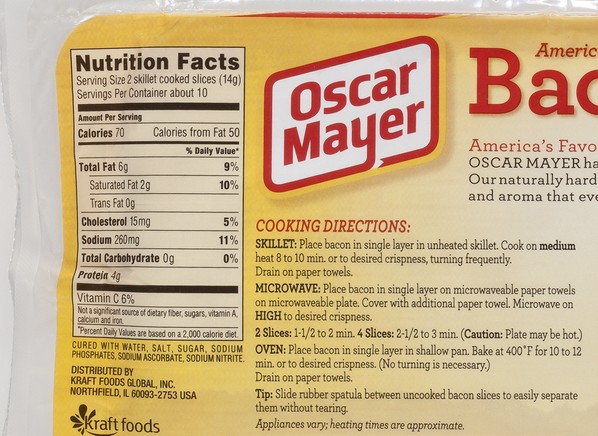 Nutrition Facts
Serving Size 2 skillet cooked slices (14g)
Servings Per Container about 10
Amount Per Serving
Calories 70 Calories from Fat 50
% Daily Value*
Total Fat 6g 9%
Saturated Fat 2g 10%
Trans Fat 0g
Cholesterol 15mg 5%
Sodium 260mg 11%
Total Carbohydrate 0g 0%
Protein 4g
Vitamin C 6%
Not a significant source of dietary fiber, sugars, vitamin A,
calcium and iron.
*Percent Daily Values are based on a 2,000 calorie diet.
CURED WITH WATER, SALT, SUGAR, SODIUM
PHOSPHATES, SODIUM ASCORBATE, SODIUM NITRITE.
DISTRIBUTED BY
KRAFT FOODS GLOBAL, INC.
NORTHFIELD, IL 60093-2753 USA
kraft foods
Oscar
Mayer
Americ
Bac
America's Favo
OSCAR MAYER ha
Our naturally hard
and aroma that eve
COOKING DIRECTIONS:
SKILLET: Place bacon in single layer in unheated skillet. Cook on medium
heat 8 to 10 min. or to desired crispness, turning frequently.
Drain on paper towels.
MICROWAVE: Place bacon in single layer on microwaveable paper towels
on microwaveable plate. Cover with additional paper towel. Microwave on
HIGH to desired crispness.
2 Slices: 1-1/2 to 2 min. 4 Slices: 2-1/2 to 3 min. (Caution: Plate may be hot.)
OVEN: Place bacon in single layer in shallow pan. Bake at 400°F for 10 to 12
min. or to desired crispness. (No turning is necessary.)
Drain on paper towels.
Tip: Slide rubber spatula between uncooked bacon slices to easily separate
them without tearing.
Appliances vary; heating times are approximate.